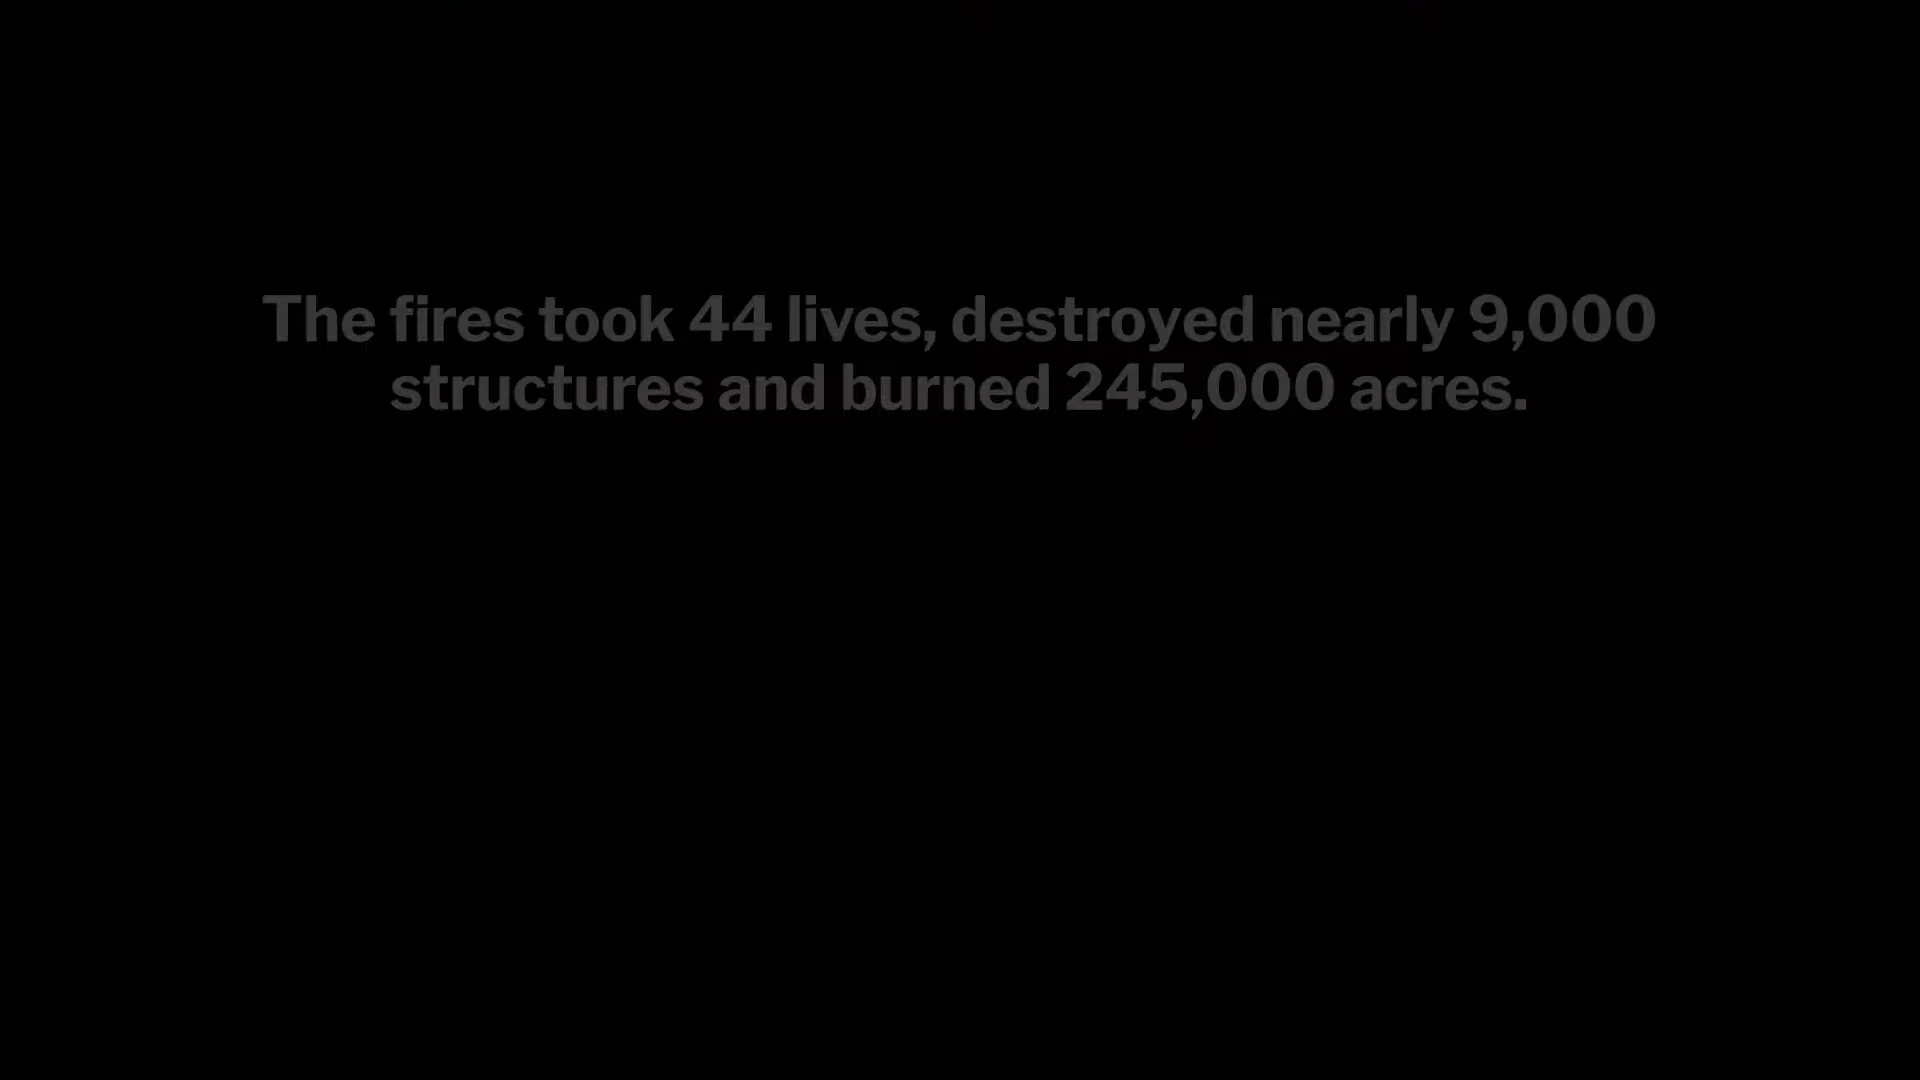 The fires took 44 lives, destroyed nearly 9,000
structures and burned 245,000 acres.